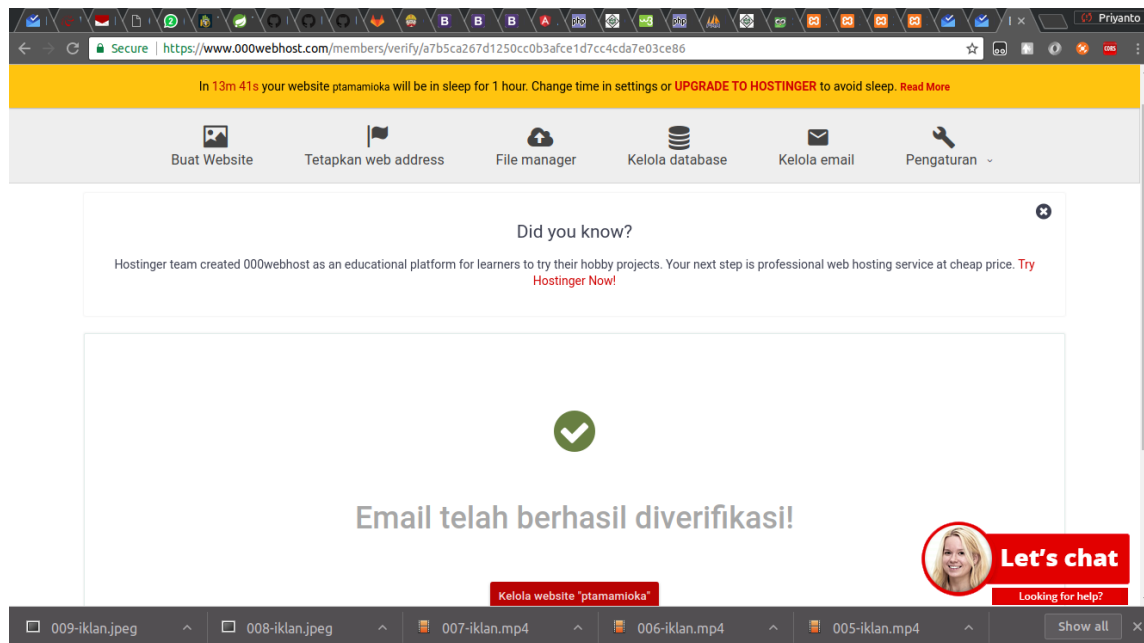 Priyanto
Secure | https://www.000webhost.com/members/verify/a7b5ca267d1250cc0b3afce1d7cc4cda7e03ce86
In 13m 41s your website ptamamioka will be in sleep for 1 hour. Change time in settings or UPGRADE TO HOSTINGER to avoid sleep. Read More
Buat Website Tetapkan web address File manager Kelola database Kelola email Pengaturan
Did you know?
Hostinger team created 000webhost as an educational platform for learners to try their hobby projects. Your next step is professional web hosting service at cheap price. Try
Hostinger Now!
Email telah berhasil diverifikasi!
Kelola website "ptamamioka"
Let's chat
Looking for help?
009-iklan.jpeg 008-iklan.jpeg 007-iklan.mp4 006-iklan.mp4 005-iklan.mp4 Show all